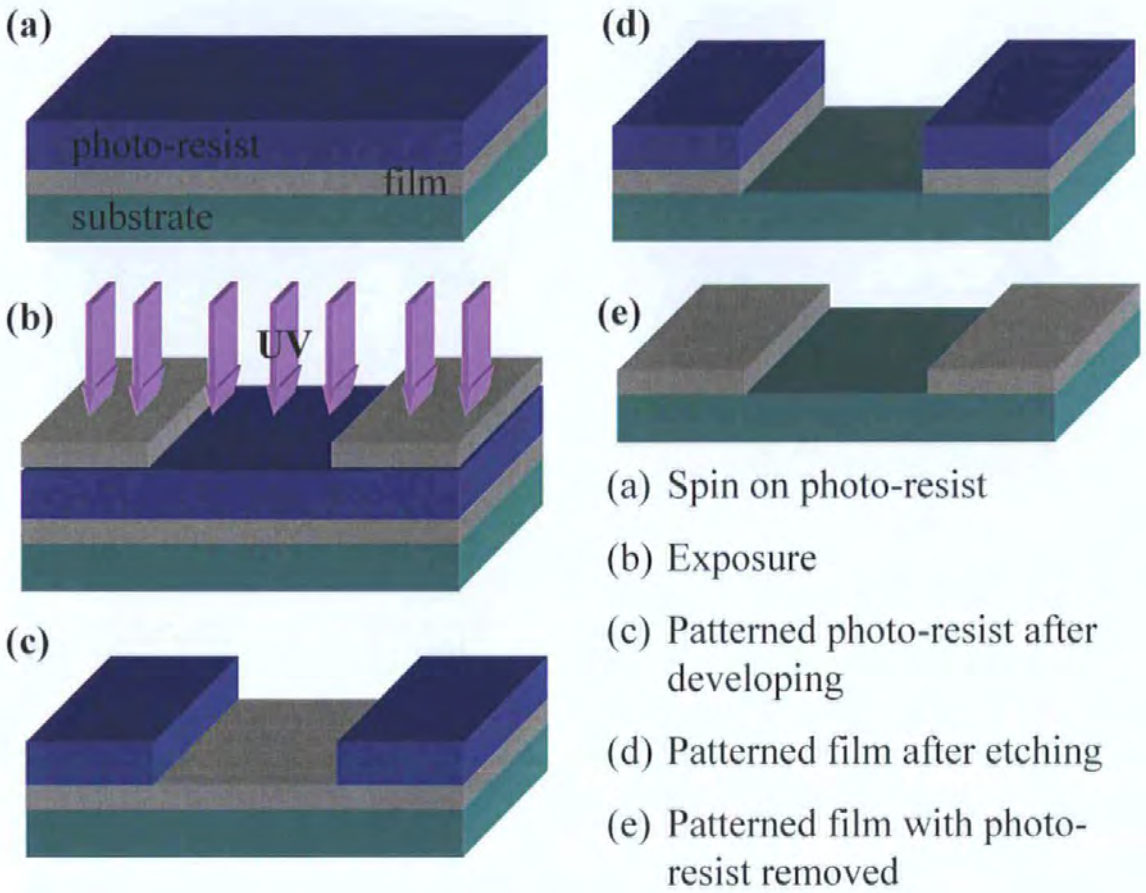 (a)
photo-resist
film
substrate
(b)
UV
(c)
(d)
(e)
(a) Spin on photo-resist
(b) Exposure
(c) Patterned photo-resist after
developing
(d) Patterned film after etching
(e) Patterned film with photo-
resist removed